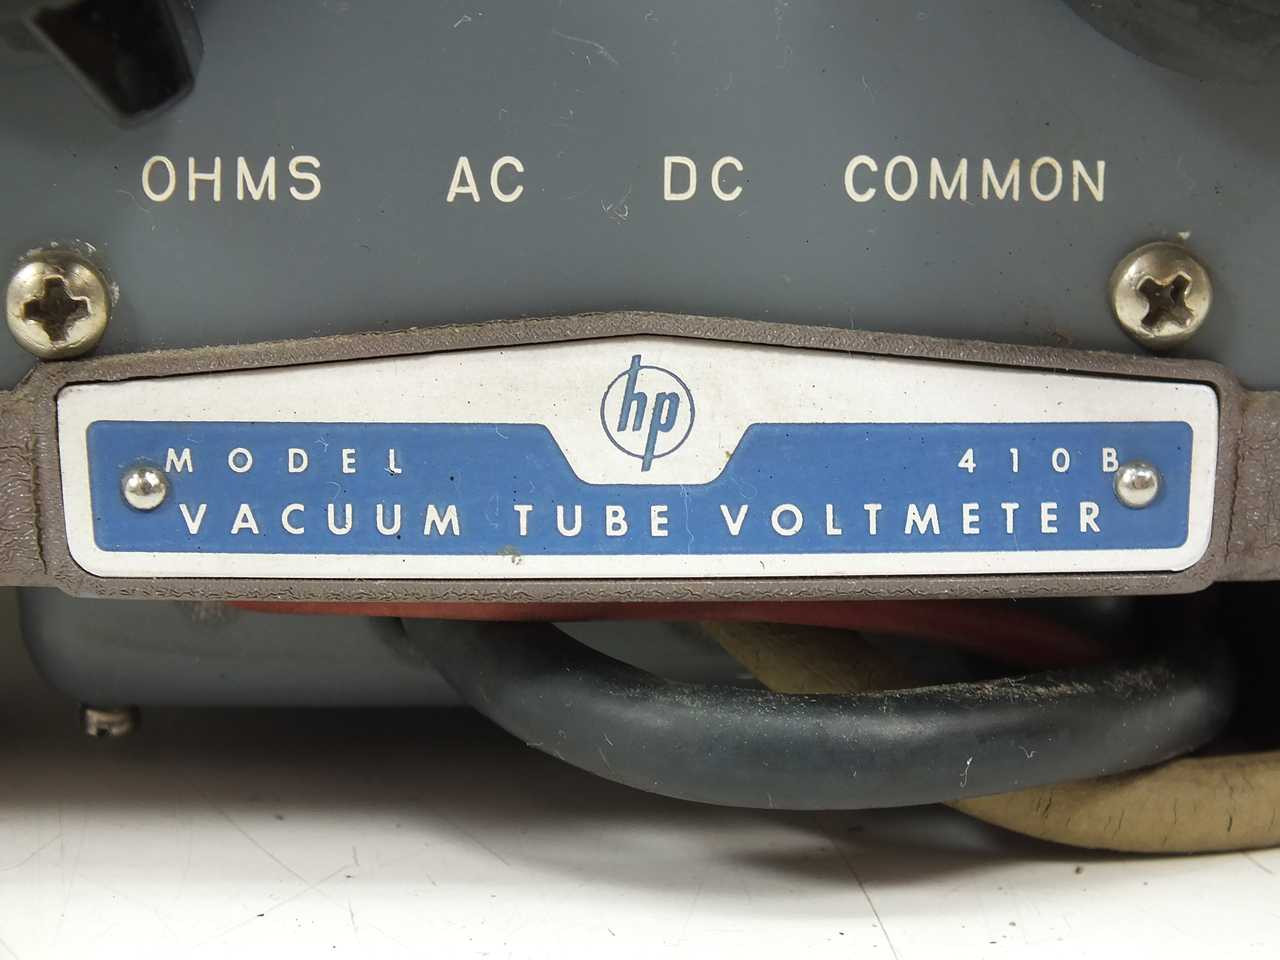 OHMS AC DC COMMON
hp
MODEL 410B
VACUUM TUBE VOLTMETER